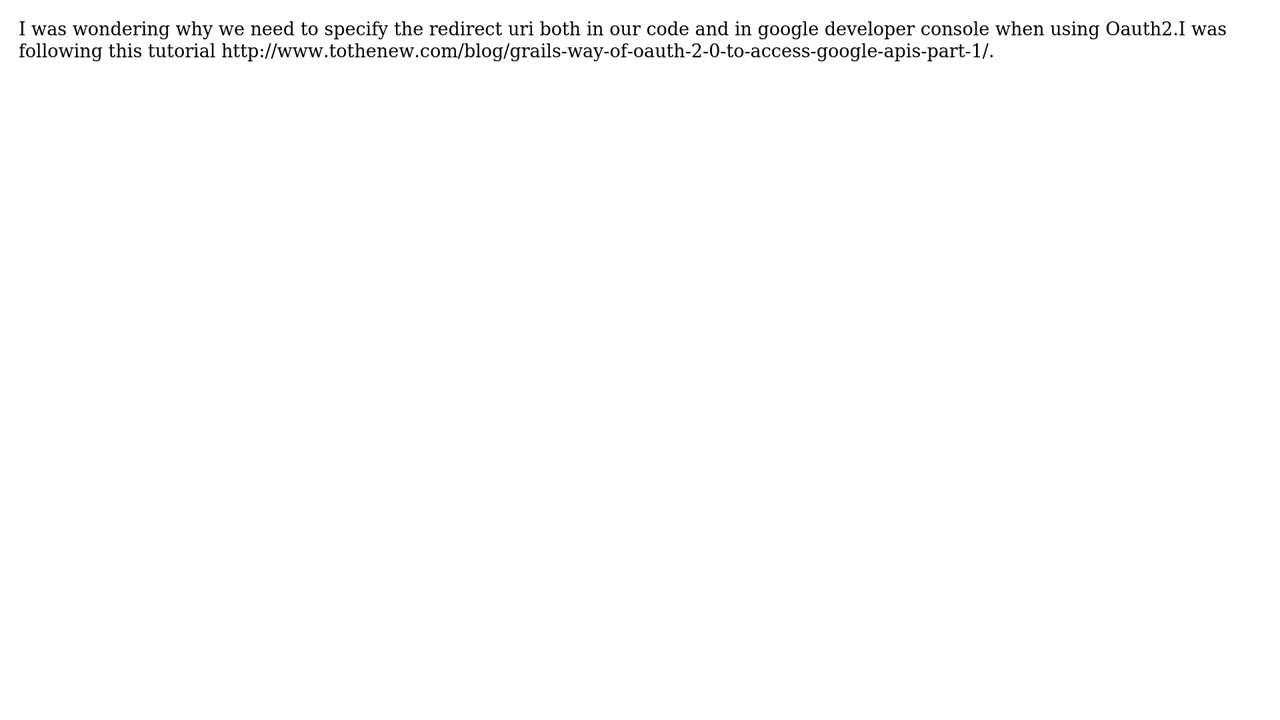 I was wondering why we need to specify the redirect uri both in our code and in google developer console when using Oauth2.I was
following this tutorial http://www.tothenew.com/blog/grails-way-of-oauth-2-0-to-access-google-apis-part-1/.